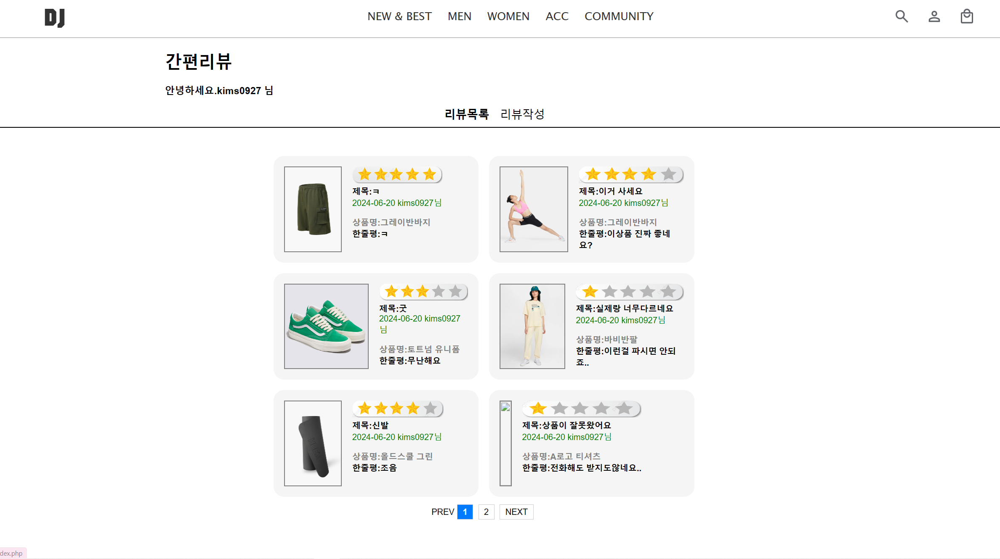 DJ
NEW & BEST MEN WOMEN ACC COMMUNITY
간편리뷰
안녕하세요.kims0927 님
리뷰목록 리뷰작성
제목:ㅋ
2024-06-20 kims0927님
상품명:그레이반바지
한줄평:ㅋ
제목:이거 사세요
2024-06-20 kims0927님
상품명:그레이반바지
한줄평:이상품 진짜 좋네
요?
제목:굿
2024-06-20 kims0927
님
상품명:토트넘 유니폼
한줄평:무난해요
제목:실제랑 너무다르네요
2024-06-20 kims0927님
상품명:바비반팔
한줄평:이런걸 파시면 안되
죠..
제목:신발
2024-06-20 kims0927님
상품명:올드스쿨 그린
한줄평:조음
제목:상품이 잘못왔어요
2024-06-20 kims0927님
상품명:A로고 티셔츠
한줄평:전화해도 받지도않네요..
PREV 1 2 NEXT
dex.php